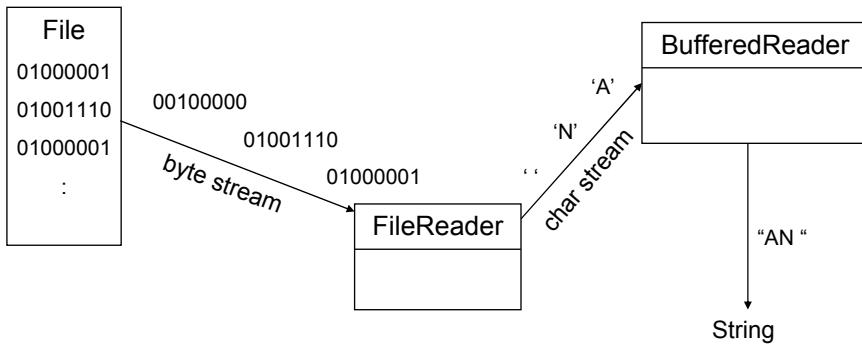 File
01000001
01001110
01000001
:
00100000
01001110
01000001
byte stream
FileReader
‘ ‘
‘N’
‘A’
char stream
BufferedReader
“AN “
String